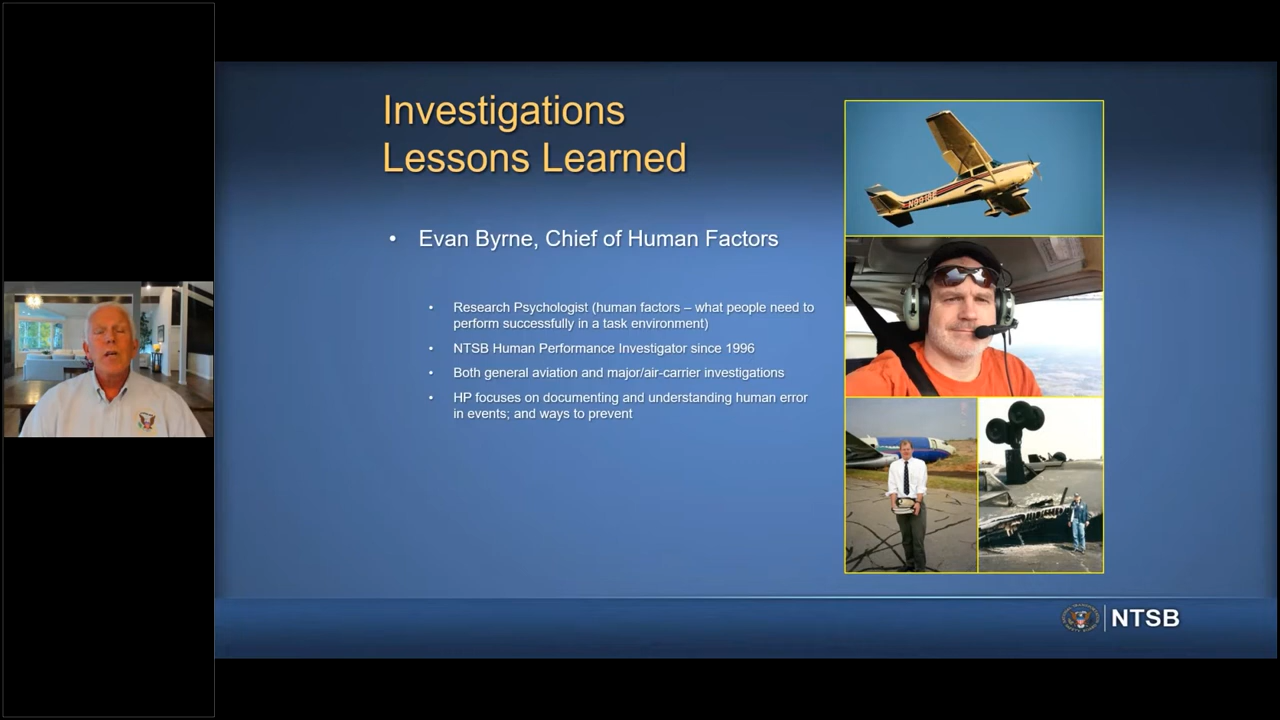 Investigations
Lessons Learned
• Evan Byrne, Chief of Human Factors
• Research Psychologist (human factors – what people need to
perform successfully in a task environment)
• NTSB Human Performance Investigator since 1996
• Both general aviation and major/air-carrier investigations
• HP focuses on documenting and understanding human error
in events; and ways to prevent
NTSB